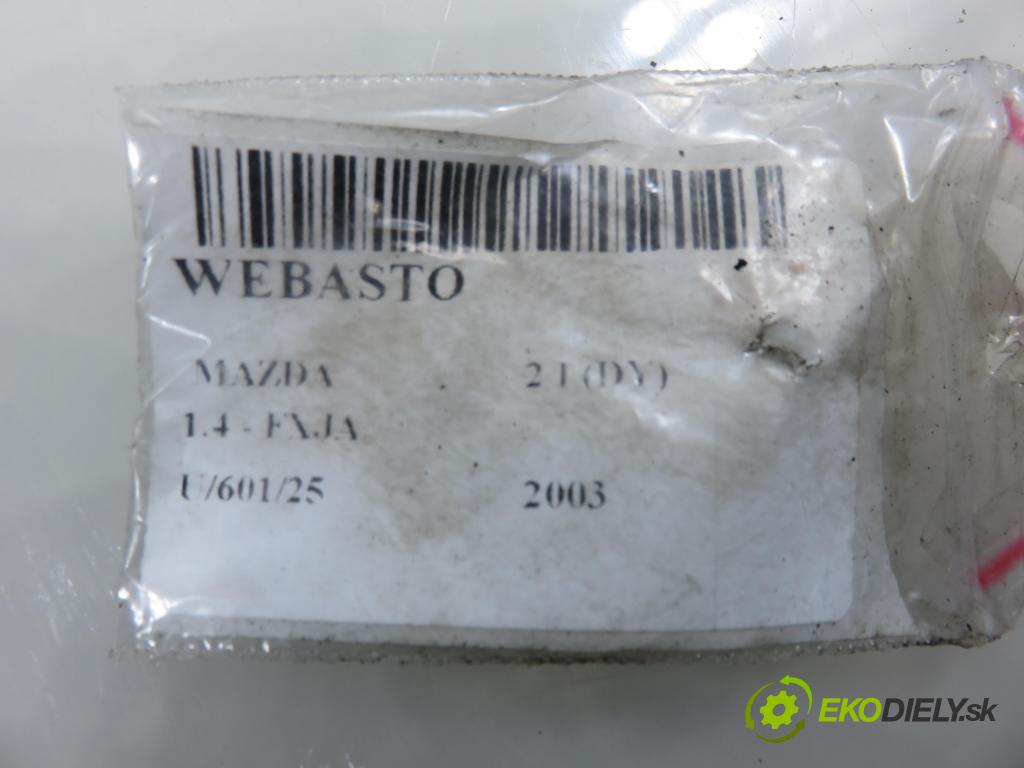 WEBASTO
MAZDA 2 I (DY)
1.4 - FXJA
U/601/25 2003
EKODIELY.sk